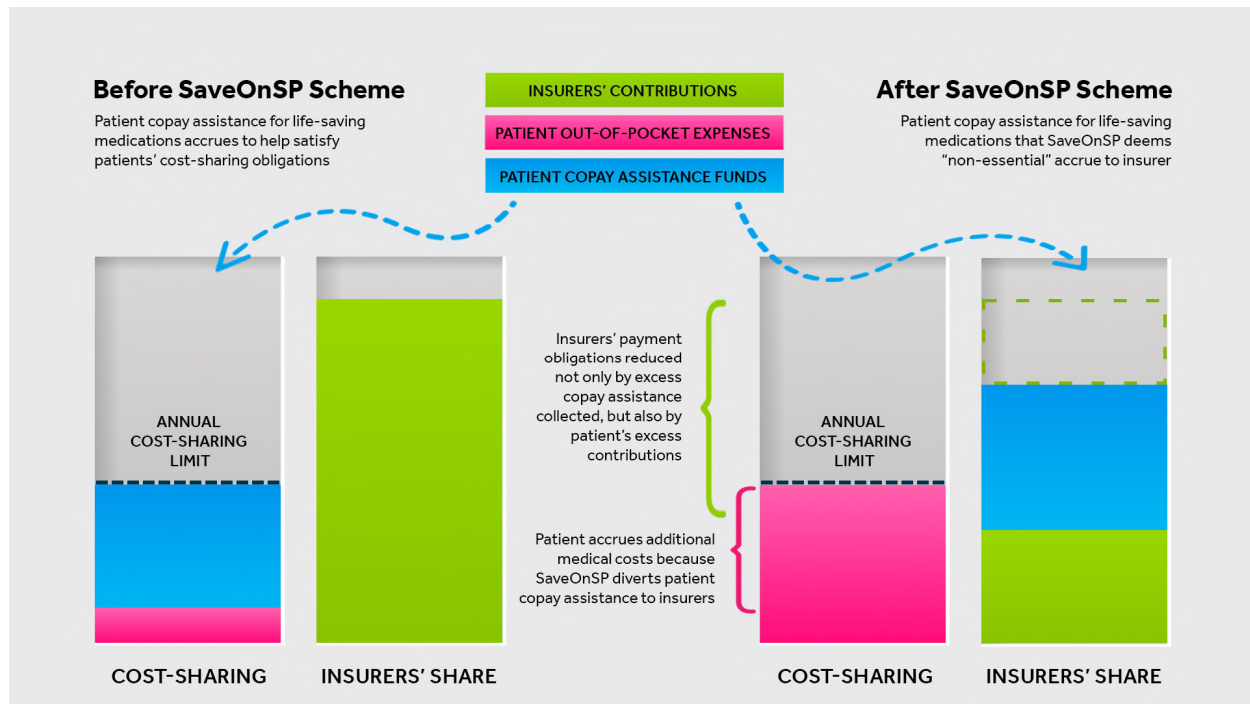 Before SaveOnSP Scheme
Patient copay assistance for life-saving
medications accrues to help satisfy
patients' cost-sharing obligations
INSURERS' CONTRIBUTIONS
PATIENT OUT-OF-POCKET EXPENSES
PATIENT COPAY ASSISTANCE FUNDS
After SaveOnSP Scheme
Patient copay assistance for life-saving
medications that SaveOnSP deems
“non-essential” accrue to insurer
ANNUAL
COST-SHARING
LIMIT
Insurers' payment
obligations reduced
not only by excess
copay assistance
collected, but also by
patient's excess
contributions
Patient accrues additional
medical costs because
SaveOnSP diverts patient
copay assistance to insurers
ANNUAL
COST-SHARING
LIMIT
COST-SHARING
INSURERS' SHARE
COST-SHARING
INSURERS' SHARE